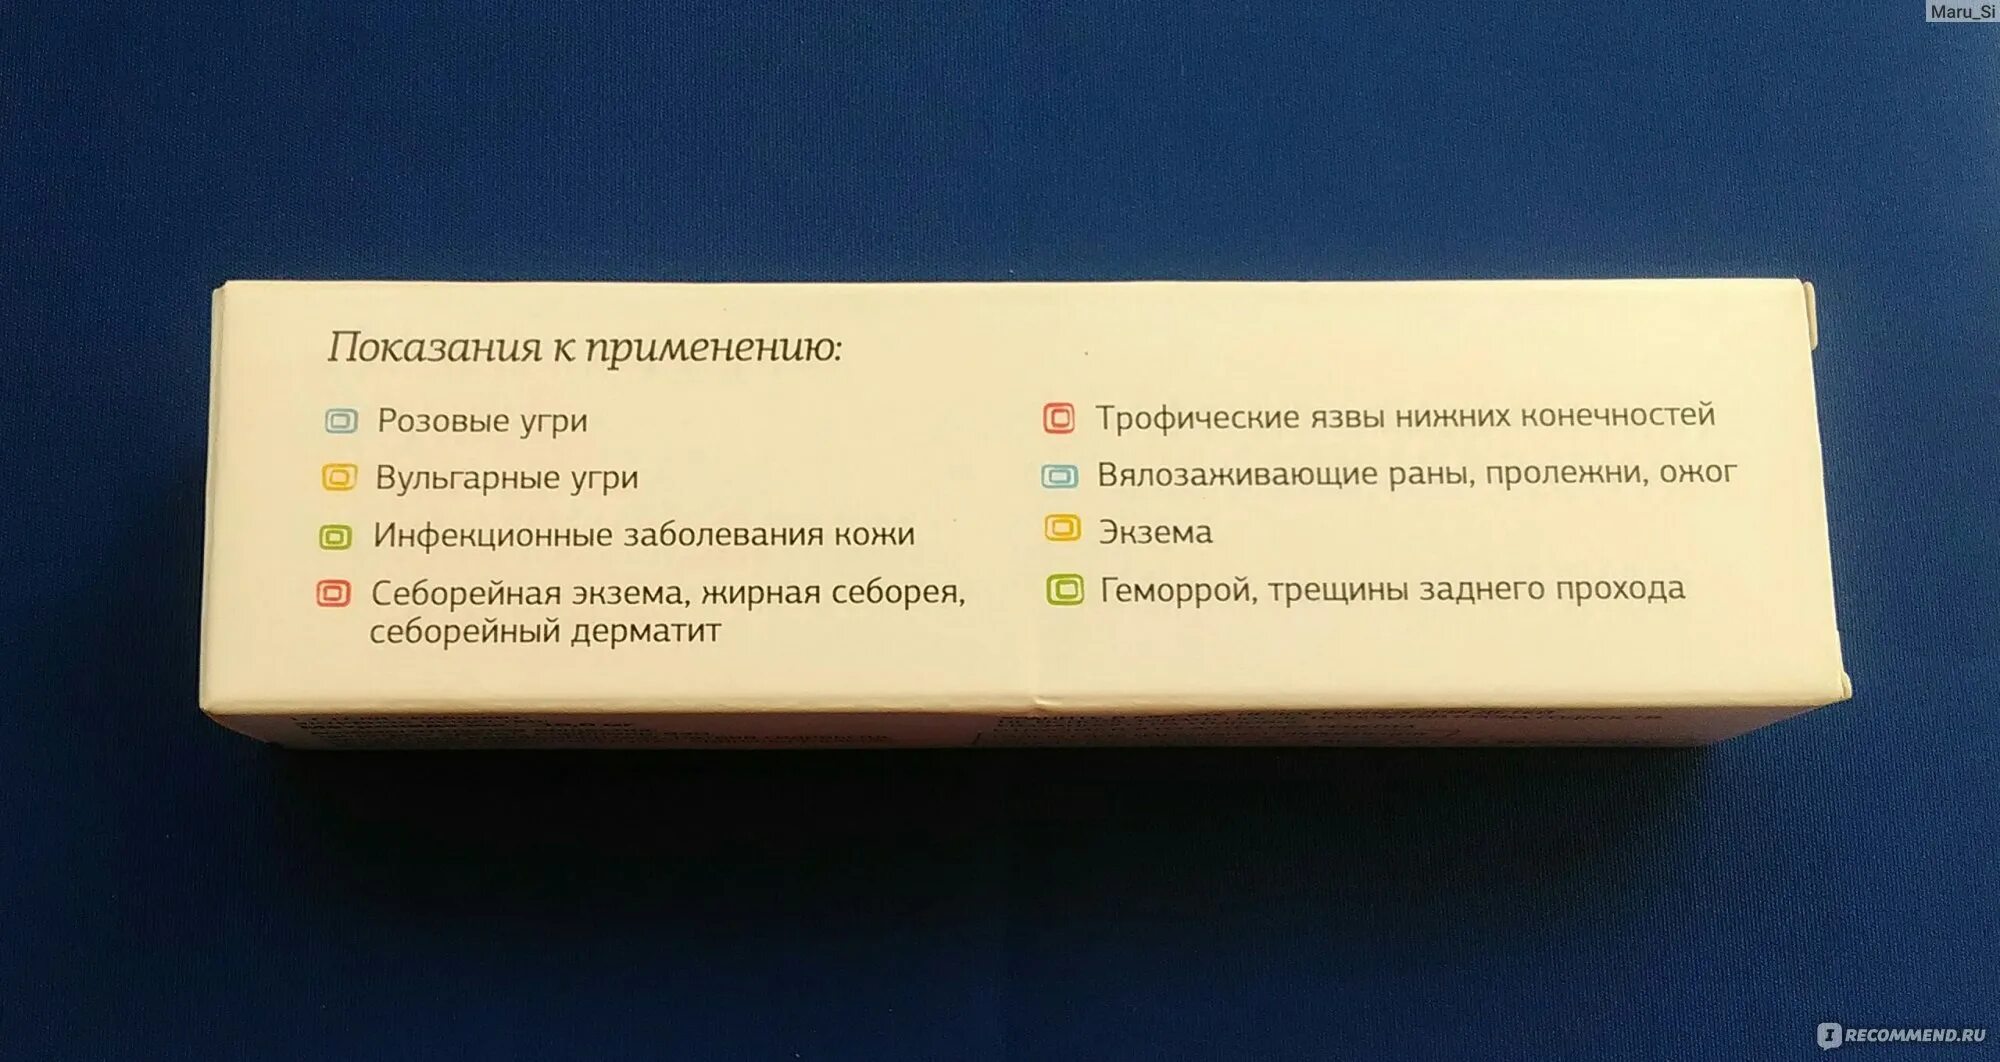 Maru_Si
Показания к применению:
Розовые угри
Вульгарные угри
Инфекционные заболевания кожи
Себорейная экзема, жирная себорея,
себорейный дерматит
Трофические язвы нижних конечностей
Вялозаживающие раны, пролежни, ожог
Экзема
Геморрой, трещины заднего прохода
IRECOMMEND.RU